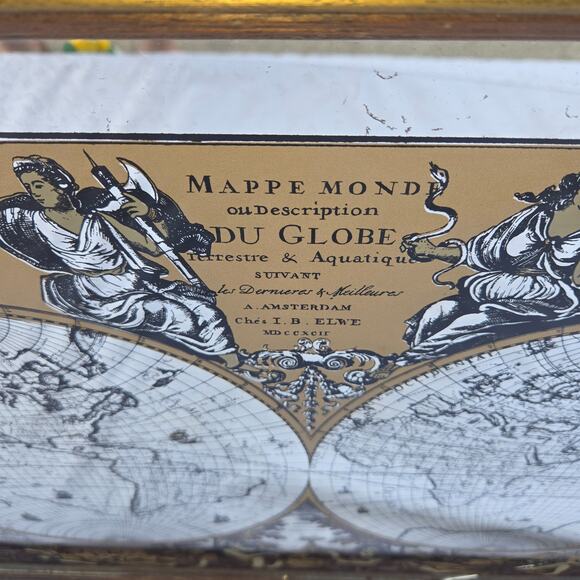 MAPPE MONDE
ou Description
DU GLOBE
Terrestre & Aquatique
SUIVANT
les Dernieres & Meilleures
A. AMSTERDAM
Chés I. B. ELWE
MDCCXCII